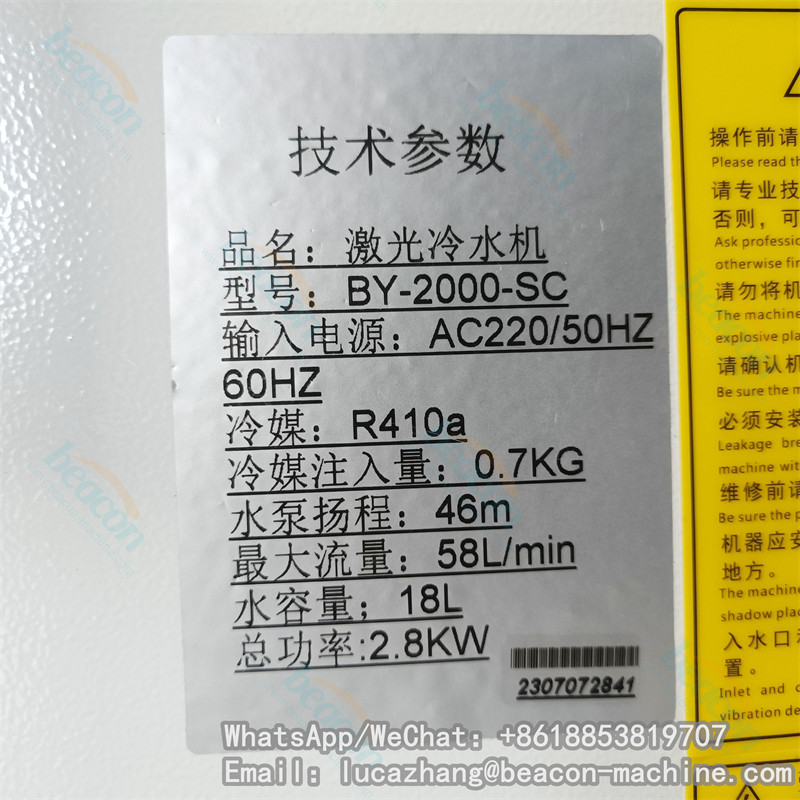 技术参数
品名：激光冷水机
型号：BY-2000-SC
输入电源：AC220/50HZ
60HZ
冷媒：R410a
冷媒注入量：0.7KG
水泵扬程：46m
最大流量：58L/min
水容量；18L
总功率:2.8KW
2307072841
操作前请
Please read th
请专业技
否则，可
Ask professio
otherwise fir
请勿将机
The machine
explosive pla
请确认机
Be sure the m
必须安装
Leakage bre
machine wit
维修前请
Be sure the p
机器应安
地方。
The machin
shadow plac
入水口和
置。
Inlet and o
vibration de
WhatsApp/WeChat：+8618853819707
Email：lucazhang@beacon-machine.com
beacon
beacon
beacon
beacon